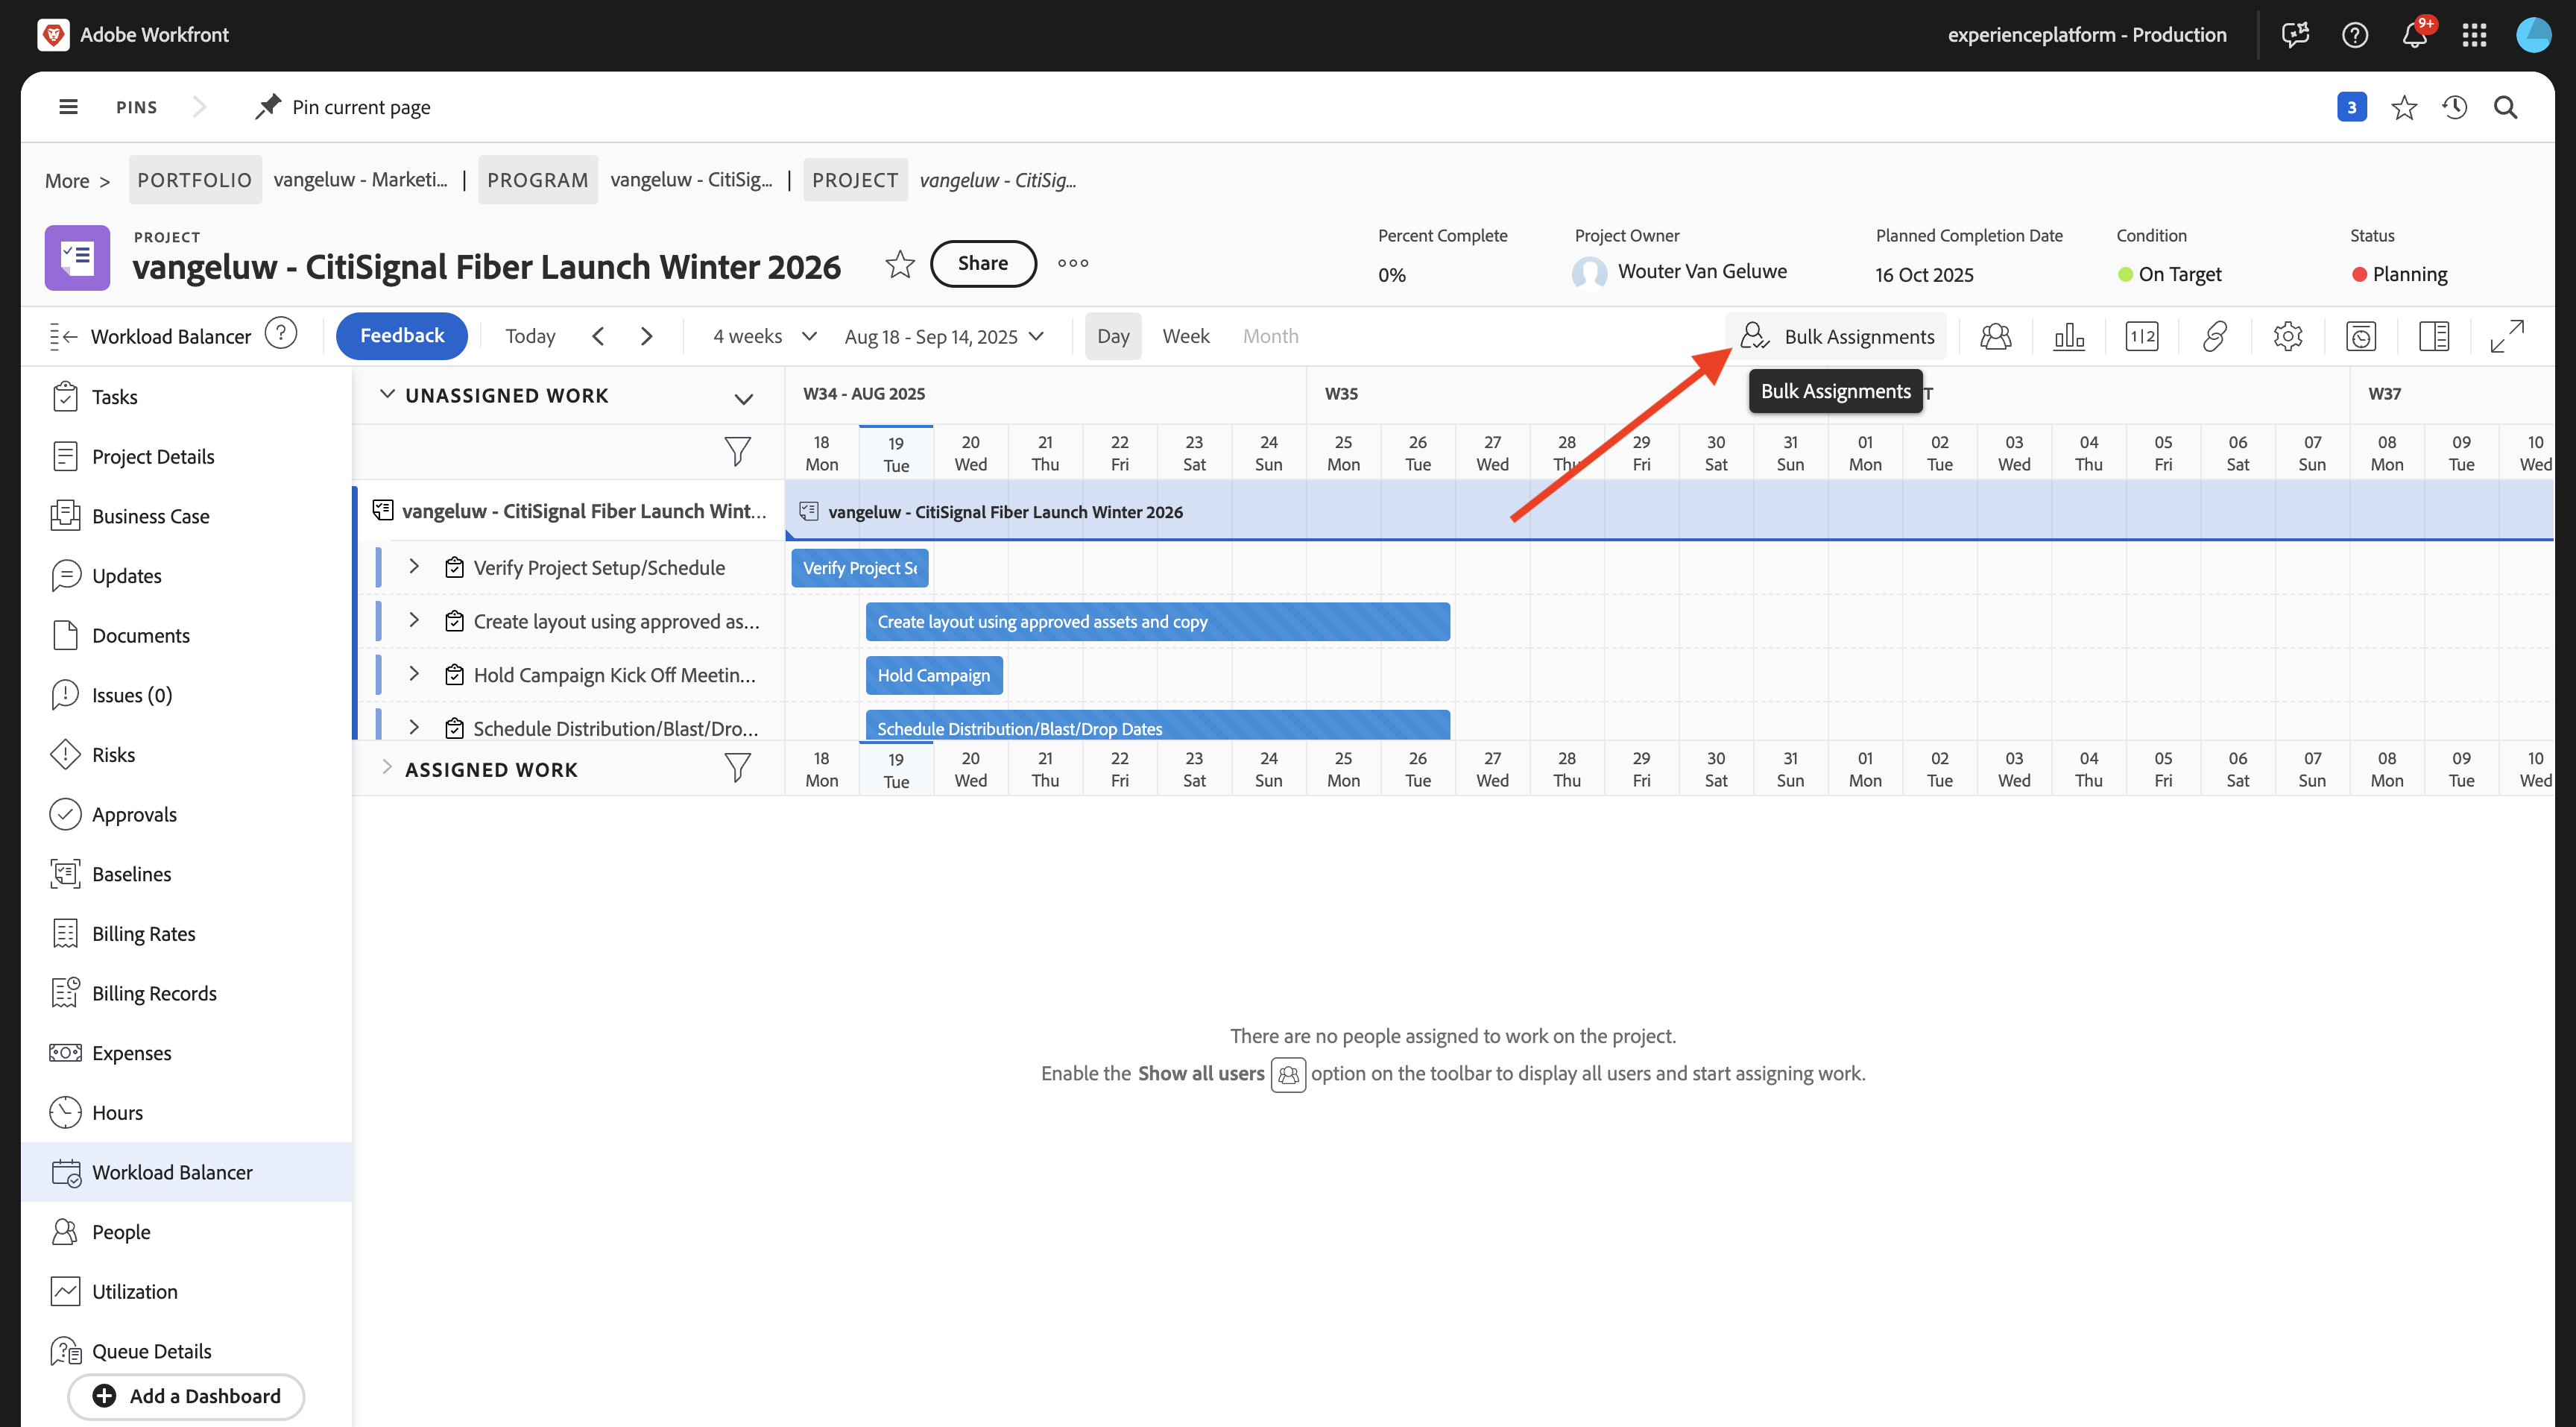 Adobe Workfront
experienceplatform - Production
9+
PINS
Pin current page
3
More >
PORTFOLIO
vangeluw - Marketi...
|
PROGRAM
vangeluw - CitiSig...
|
PROJECT
vangeluw - CitiSig...
PROJECT
vangeluw - CitiSignal Fiber Launch Winter 2026
Share
Percent Complete
0%
Project Owner
Wouter Van Geluwe
Planned Completion Date
16 Oct 2025
Condition
On Target
Status
Planning
Workload Balancer
Feedback
Today
4 weeks
Aug 18 - Sep 14, 2025
Day
Week
Month
Bulk Assignments
1|2
Bulk Assignments
Tasks
Project Details
Business Case
Updates
Documents
Issues (0)
Risks
Approvals
Baselines
Billing Rates
Billing Records
Expenses
Hours
Workload Balancer
People
Utilization
Queue Details
Add a Dashboard
UNASSIGNED WORK
W34 - AUG 2025
W35
T
W37
18 19 20 21 22 23 24 25 26 27 28 29 30 31 01 02 03 04 05 06 07 08 09 10
Mon Tue Wed Thu Fri Sat Sun Mon Tue Wed Thu Fri Sat Sun Mon Tue Wed Thu Fri Sat Sun Mon Tue Wed
vangeluw - CitiSignal Fiber Launch Wint...
vangeluw - CitiSignal Fiber Launch Winter 2026
Verify Project Setup/Schedule
Verify Project Se
Create layout using approved as...
Create layout using approved assets and copy
Hold Campaign Kick Off Meetin...
Hold Campaign
Schedule Distribution/Blast/Dro...
Schedule Distribution/Blast/Drop Dates
ASSIGNED WORK
18 19 20 21 22 23 24 25 26 27 28 29 30 31 01 02 03 04 05 06 07 08 09 10
Mon Tue Wed Thu Fri Sat Sun Mon Tue Wed Thu Fri Sat Sun Mon Tue Wed Thu Fri Sat Sun Mon Tue Wed
There are no people assigned to work on the project.
Enable the Show all users option on the toolbar to display all users and start assigning work.